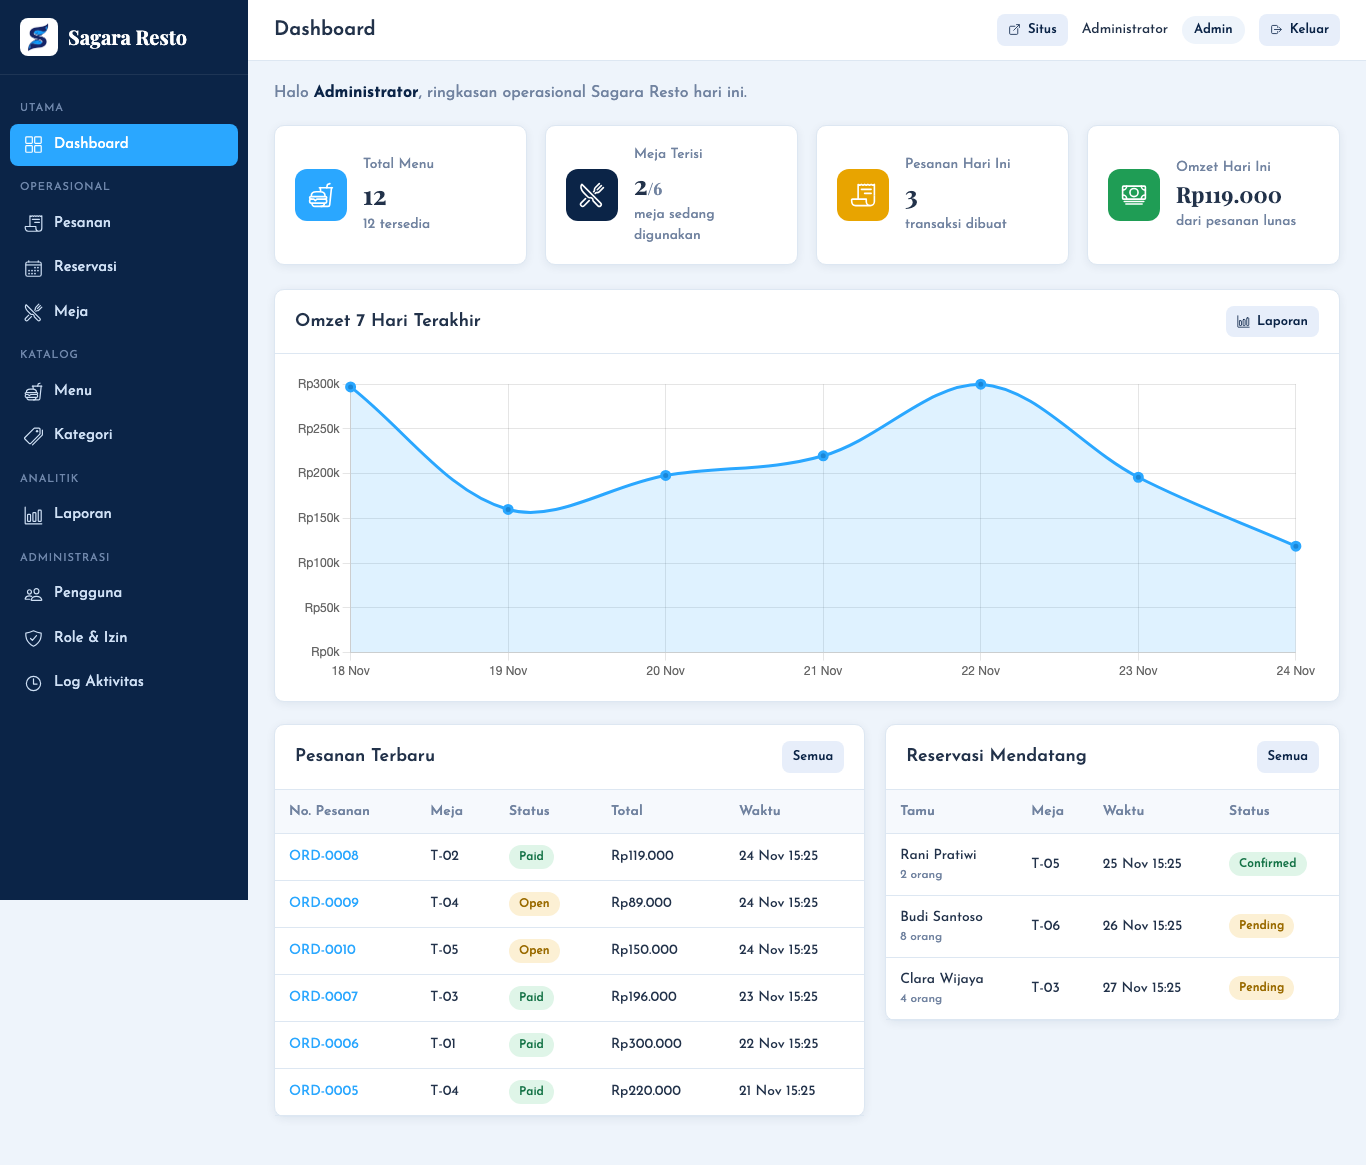 Sagara Resto
UTAMA
Dashboard
OPERASIONAL
Pesanan
Reservasi
Meja
KATALOG
Menu
Kategori
ANALITIK
Laporan
ADMINISTRASI
Pengguna
Role & Izin
Log Aktivitas
Dashboard
Situs Administrator Admin Keluar
Halo Administrator, ringkasan operasional Sagara Resto hari ini.
Total Menu
12
12 tersedia
Meja Terisi
2/6
meja sedang
digunakan
Pesanan Hari Ini
3
transaksi dibuat
Omzet Hari Ini
Rp119.000
dari pesanan lunas
Omzet 7 Hari Terakhir
Laporan
Rp300k
Rp250k
Rp200k
Rp150k
Rp100k
Rp50k
Rp0k
18 Nov 19 Nov 20 Nov 21 Nov 22 Nov 23 Nov 24 Nov
Pesanan Terbaru
Semua
No. Pesanan Meja Status Total Waktu
ORD-0008 T-02 Paid Rp119.000 24 Nov 15:25
ORD-0009 T-04 Open Rp89.000 24 Nov 15:25
ORD-0010 T-05 Open Rp150.000 24 Nov 15:25
ORD-0007 T-03 Paid Rp196.000 23 Nov 15:25
ORD-0006 T-01 Paid Rp300.000 22 Nov 15:25
ORD-0005 T-04 Paid Rp220.000 21 Nov 15:25
Reservasi Mendatang
Semua
Tamu Meja Waktu Status
Rani Pratiwi
2 orang
T-05 25 Nov 15:25 Confirmed
Budi Santoso
8 orang
T-06 26 Nov 15:25 Pending
Clara Wijaya
4 orang
T-03 27 Nov 15:25 Pending